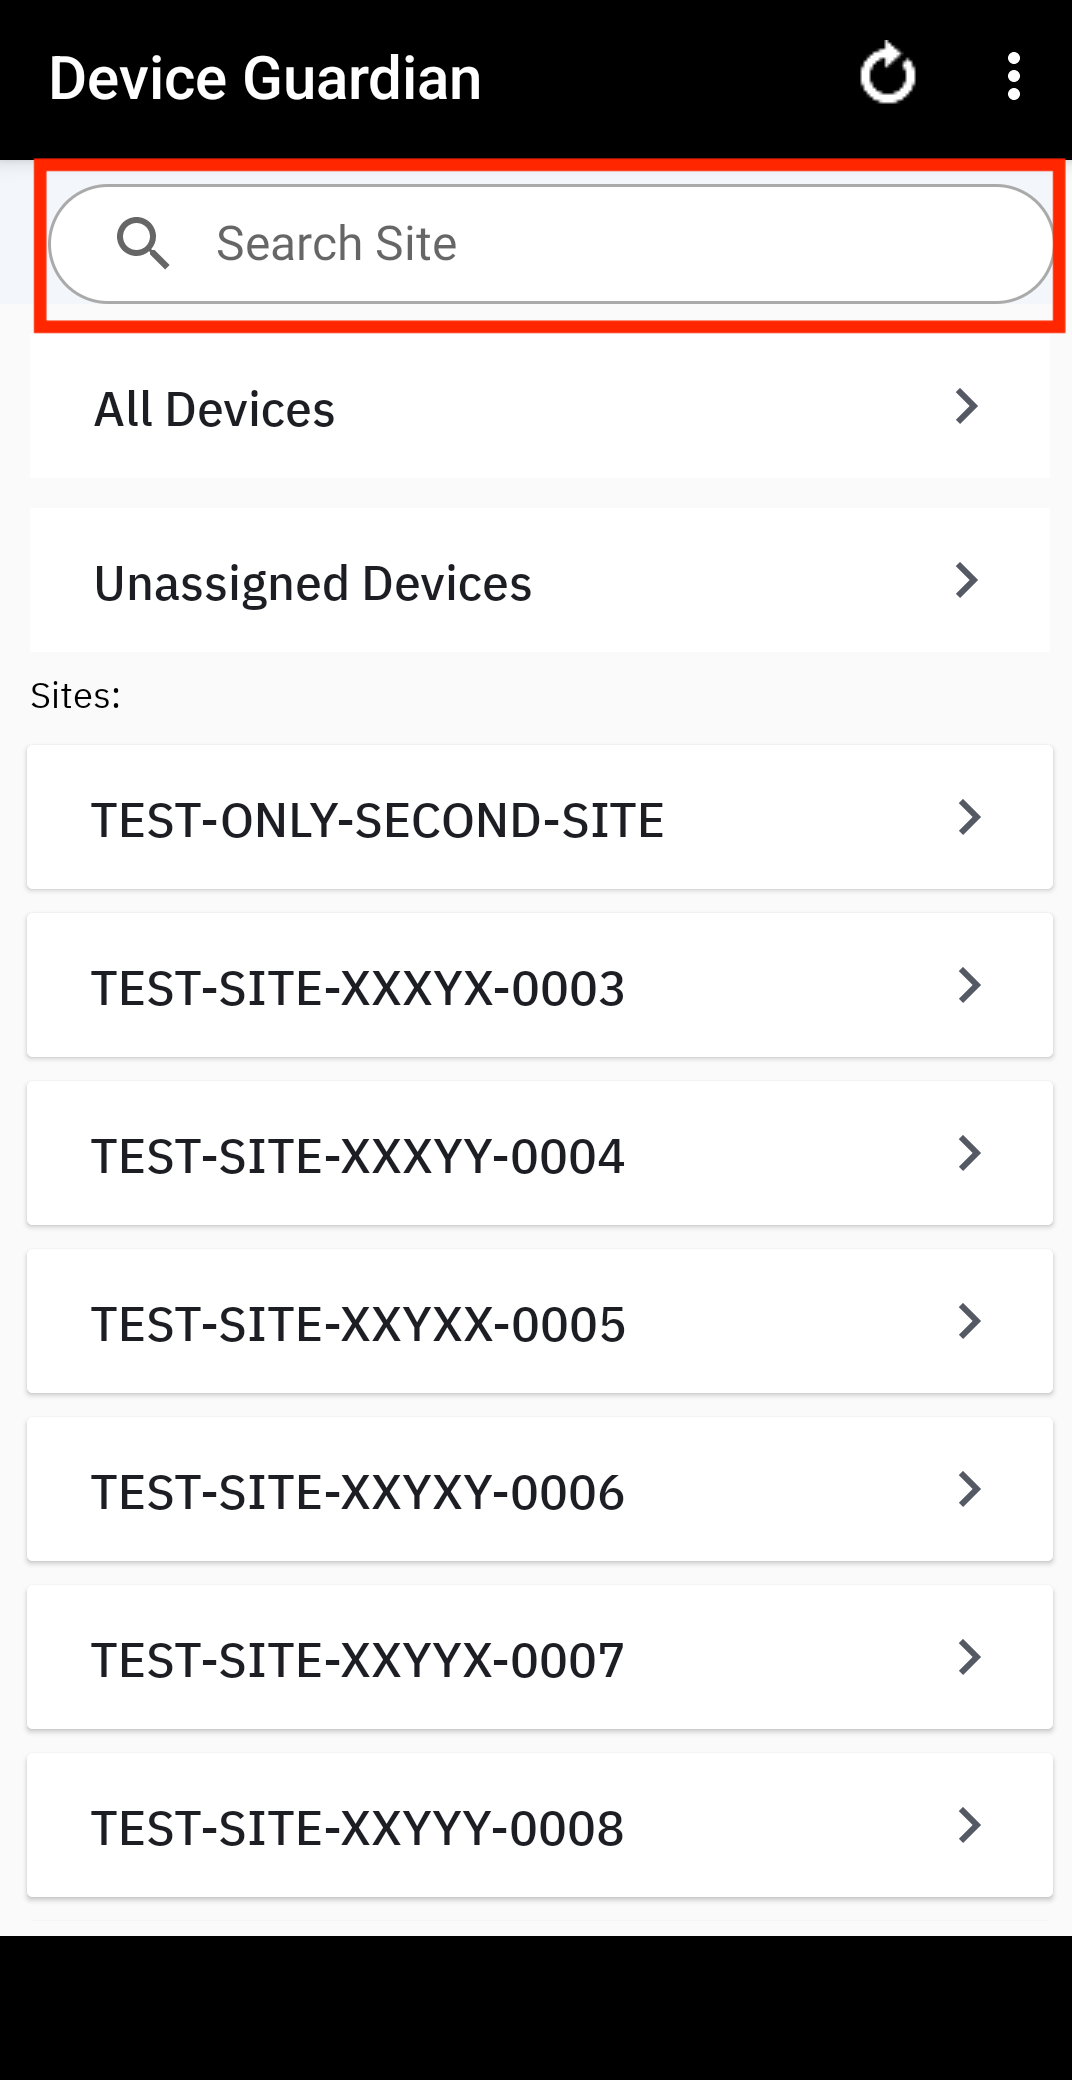 Device Guardian
Search Site
All Devices
Unassigned Devices
Sites:
TEST-ONLY-SECOND-SITE
TEST-SITE-XXXYX-0003
TEST-SITE-XXXYY-0004
TEST-SITE-XXYXX-0005
TEST-SITE-XXYXY-0006
TEST-SITE-XXYYX-0007
TEST-SITE-XXYYY-0008